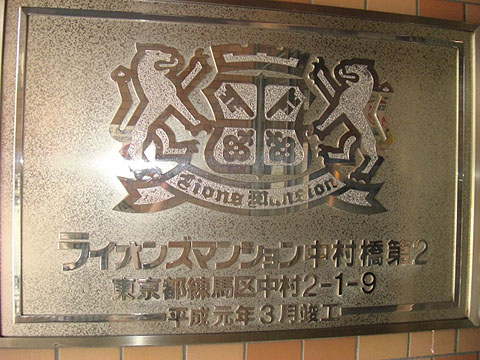 Lions Mansion
ライオンズマンション中村橋第2
東京都練馬区中村2-1-9
平成元年3月竣工